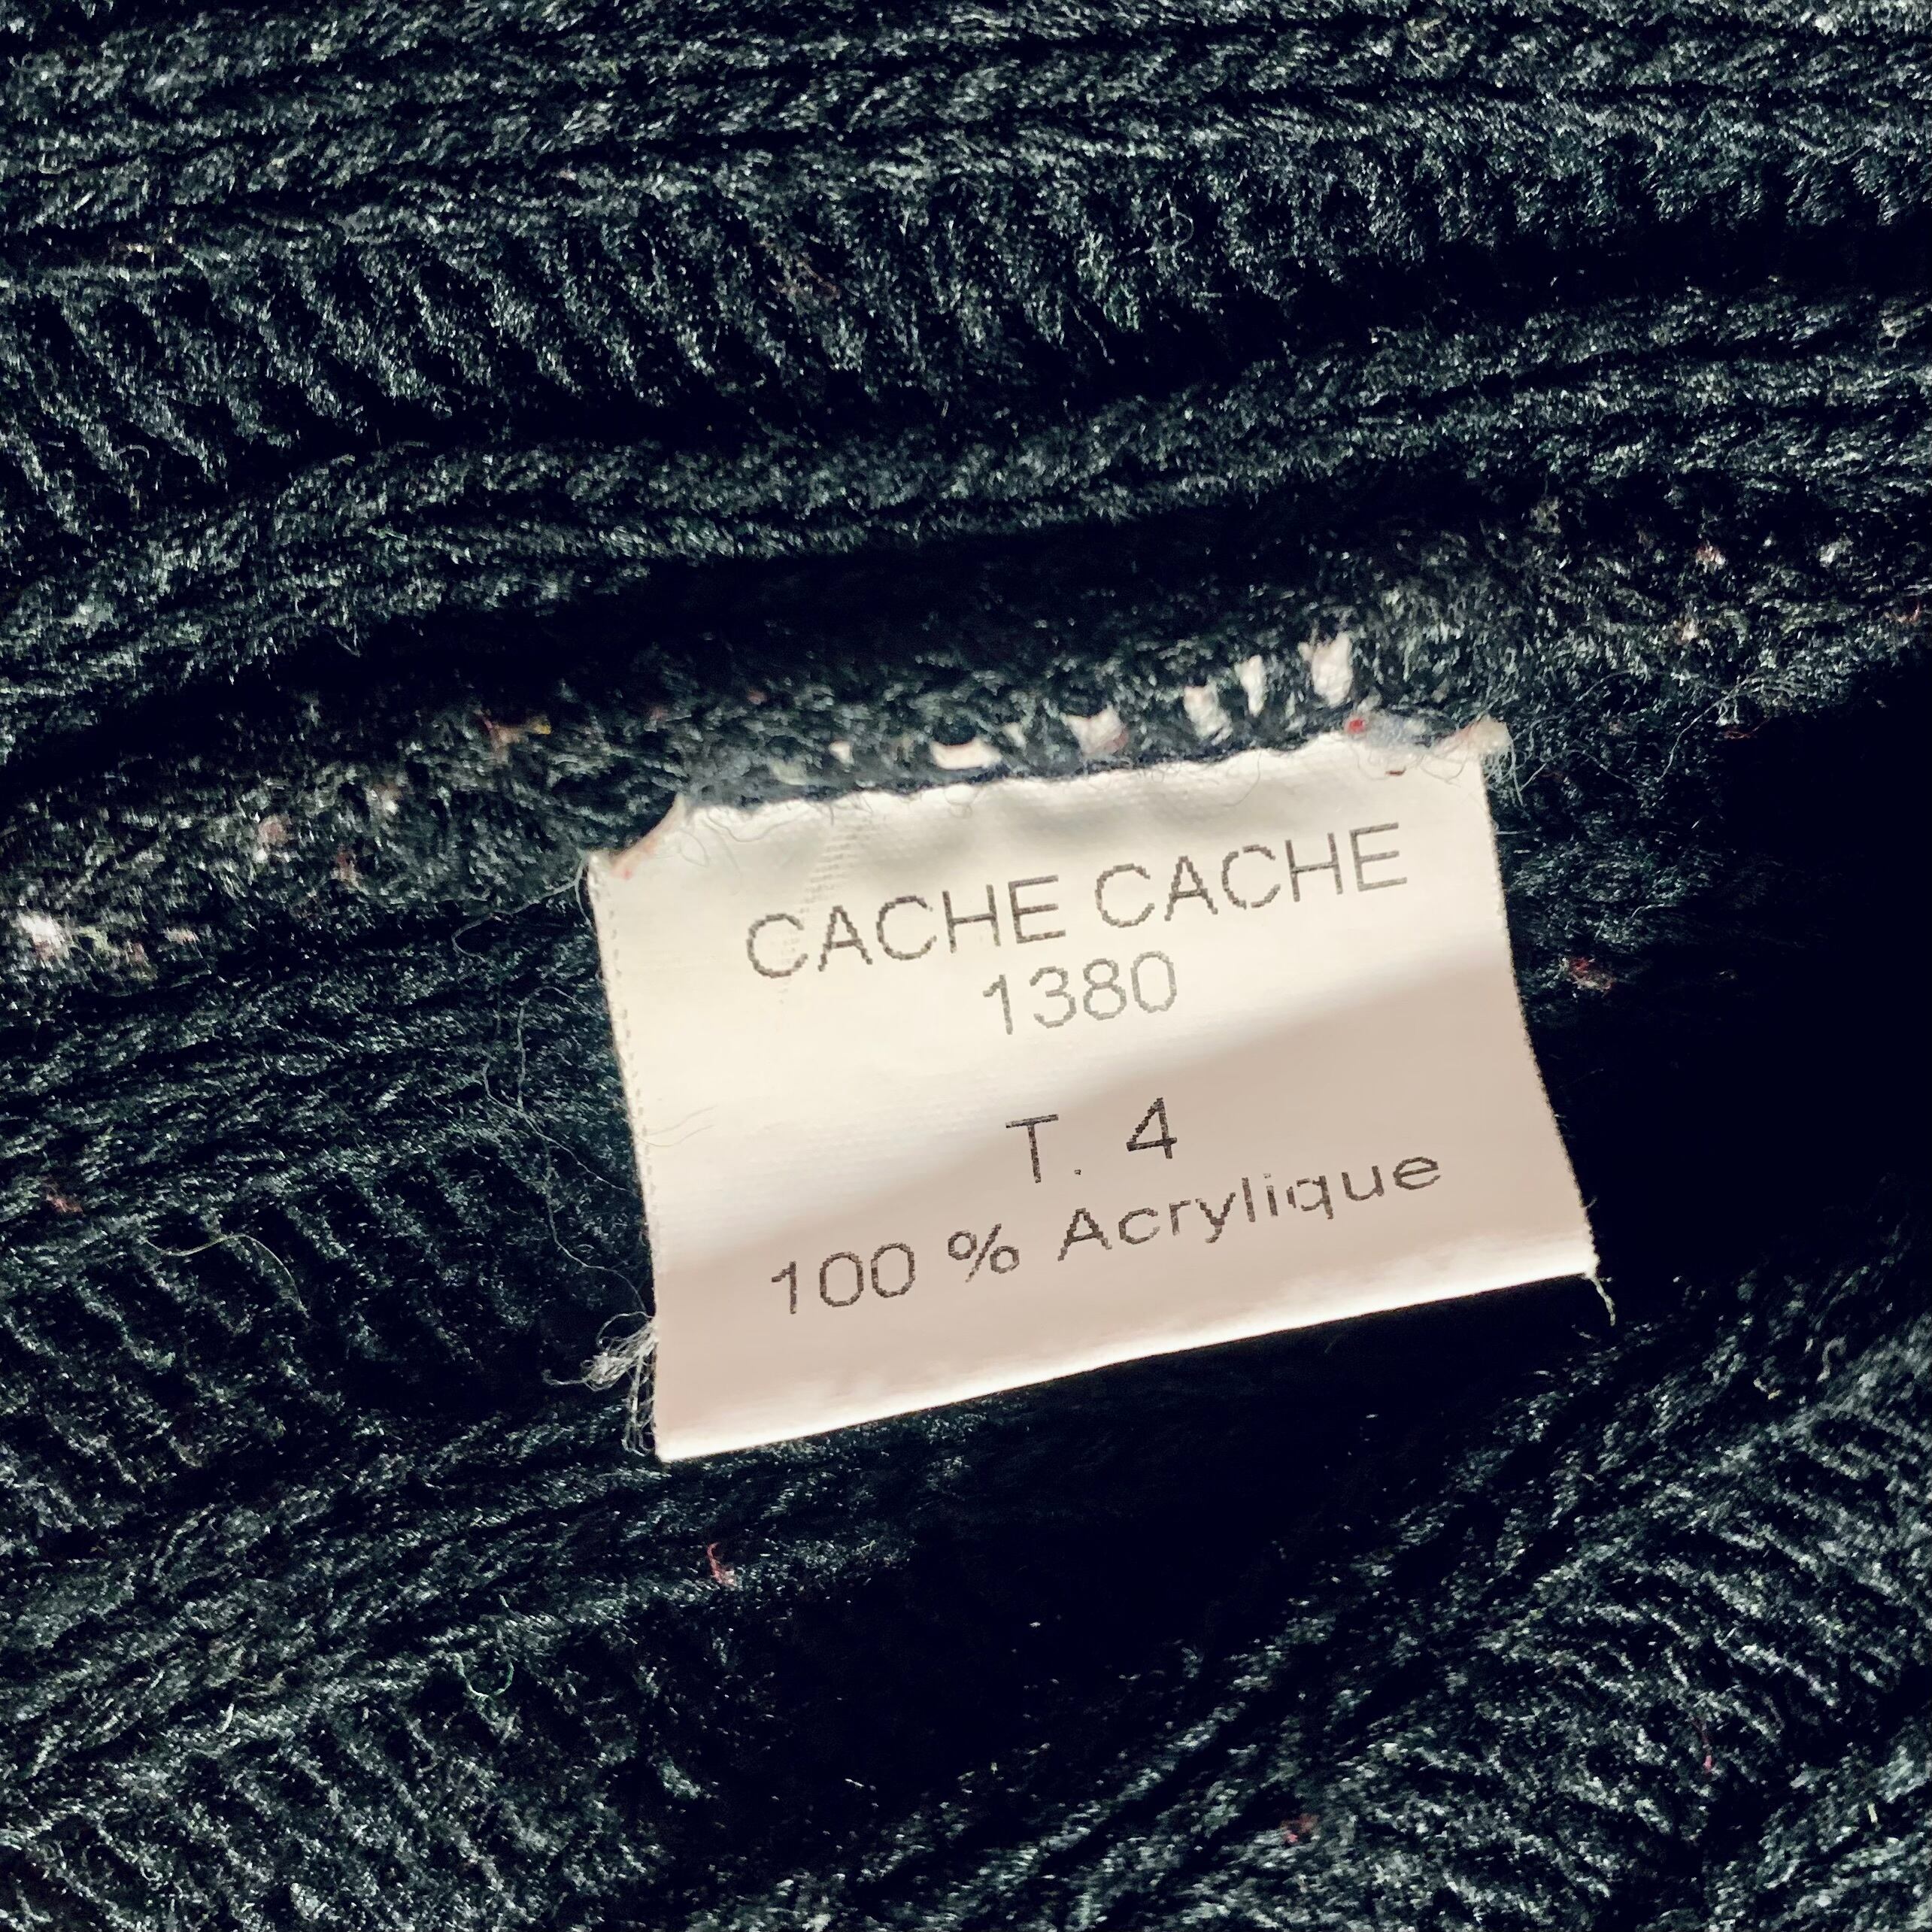 CACHE CACHE
1380
T. 4
100 % Acrylique